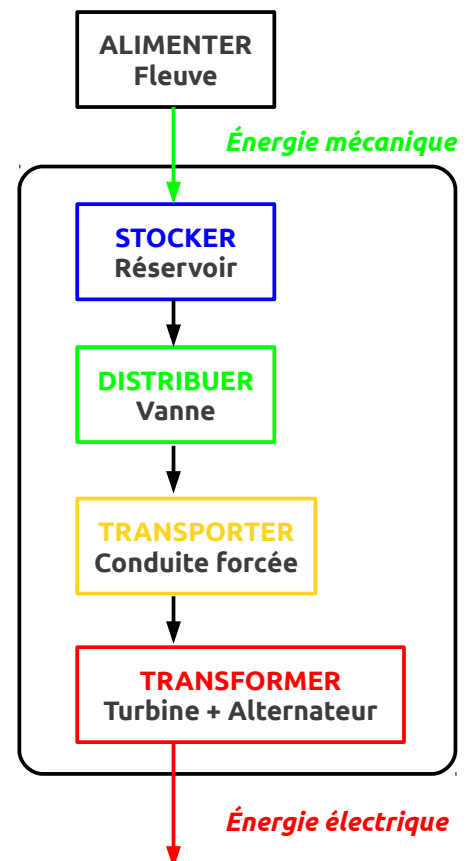 ALIMENTER
Fleuve
Énergie mécanique
STOCKER
Réservoir
DISTRIBUER
Vanne
TRANSPORTER
Conduite forcée
TRANSFORMER
Turbine + Alternateur
Énergie électrique